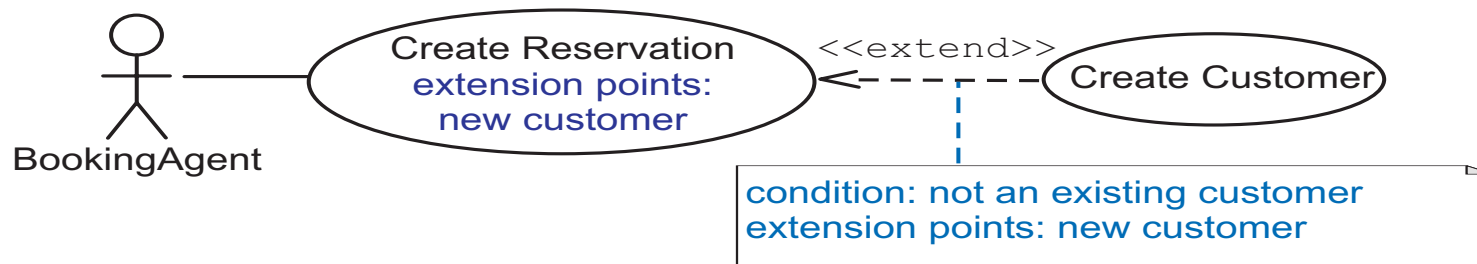 Create Reservation
extension points:
new customer
<<extend>>
Create Customer
BookingAgent
condition: not an existing customer
extension points: new customer